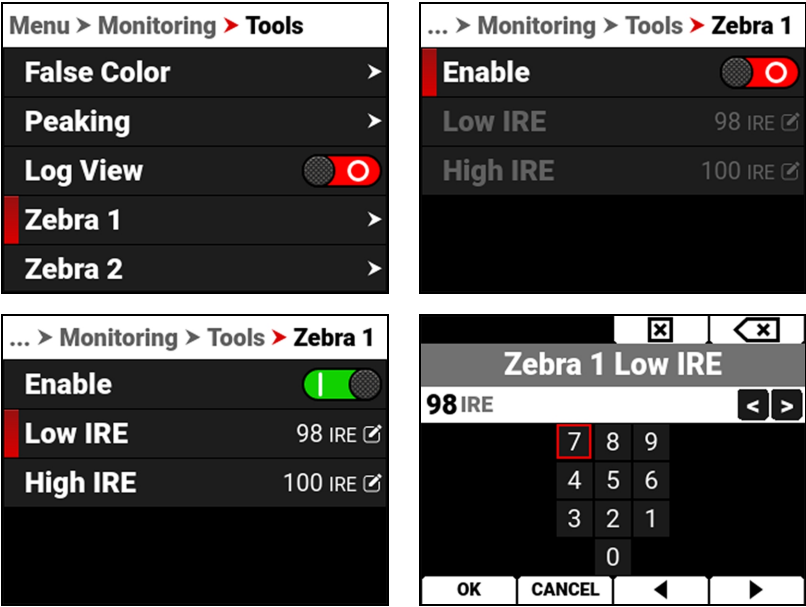 Menu > Monitoring > Tools
False Color >
Peaking >
Log View
Zebra 1 >
Zebra 2 >
... > Monitoring > Tools > Zebra 1
Enable
Low IRE 98 IRE
High IRE 100 IRE
... > Monitoring > Tools > Zebra 1
Enable
Low IRE 98 IRE
High IRE 100 IRE
Zebra 1 Low IRE
98 IRE < >
7 8 9
4 5 6
3 2 1
0
OK CANCEL